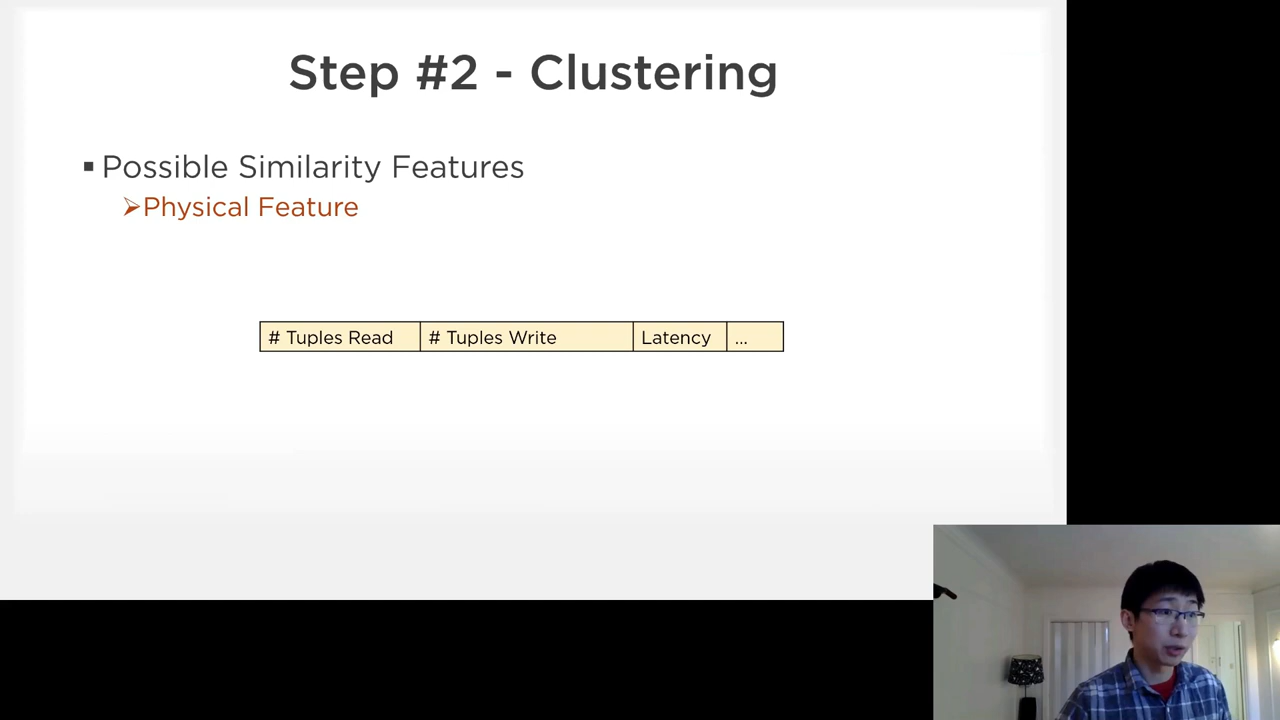 Step #2 - Clustering
▪ Possible Similarity Features
➢Physical Feature
# Tuples Read # Tuples Write Latency ...